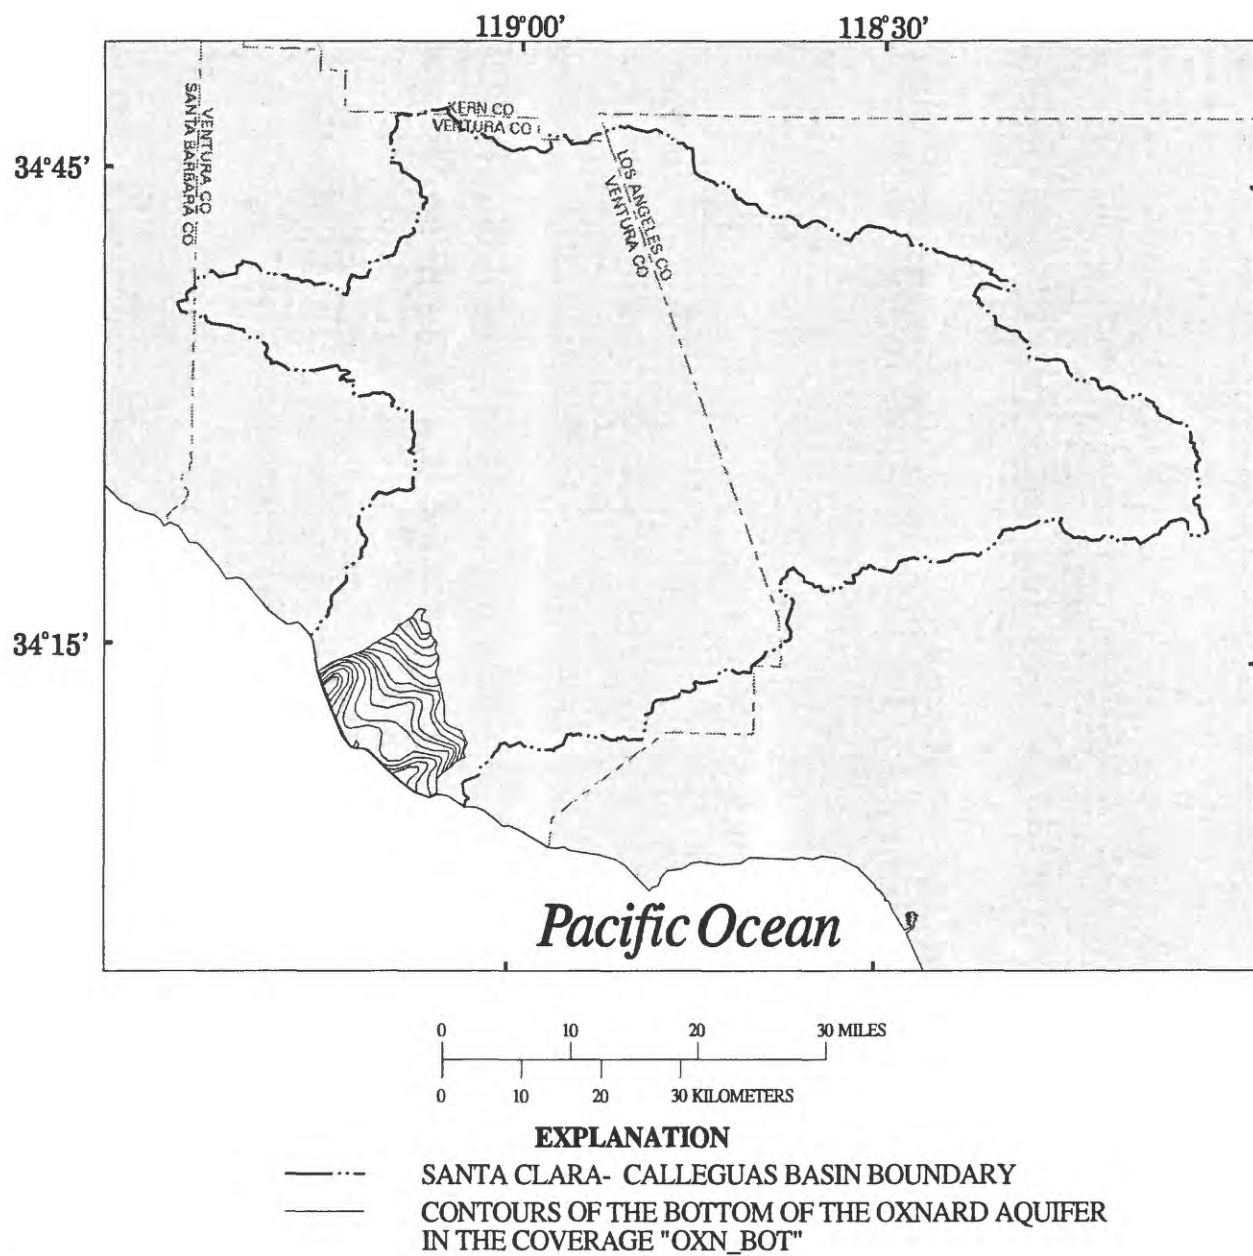 119°00' 118°30'
KERN CO
VENTURA CO
VENTURA CO
SANTA BARBARA CO
34°45'
LOS ANGELES CO
VENTURA CO
34°15'
Pacific Ocean
0 10 20 30 MILES
0 10 20 30 KILOMETERS
EXPLANATION
SANTA CLARA- CALLEGUAS BASIN BOUNDARY
CONTOURS OF THE BOTTOM OF THE OXNARD AQUIFER
IN THE COVERAGE "OXN_BOT"